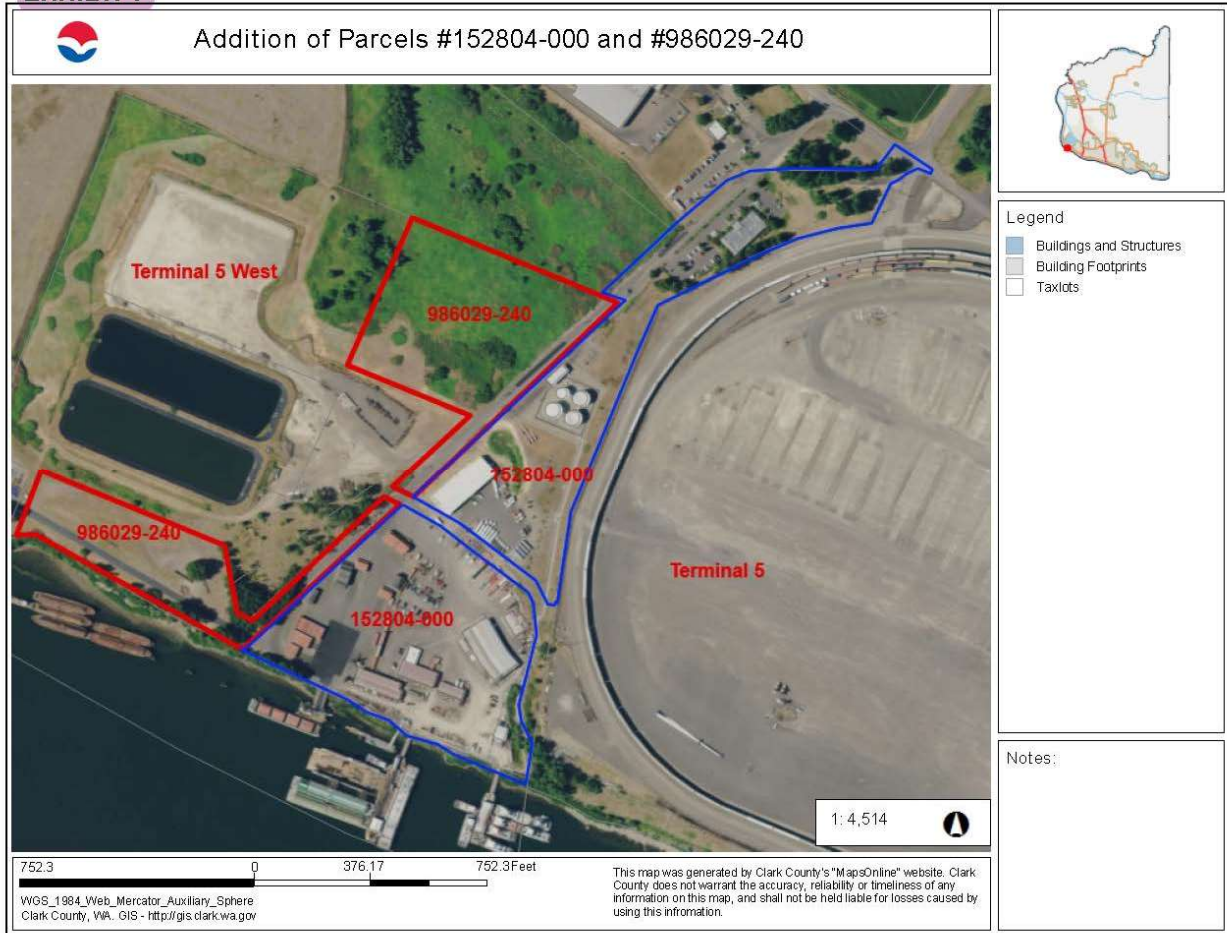 Addition of Parcels #152804-000 and #986029-240
Terminal 5 West
986029-240
152804-000
986029-240
Terminal 5
152804-000
1: 4,514
Legend
Buildings and Structures
Building Footprints
Taxlots
Notes:
752.3 0 376.17 752.3Feet
WGS_1984_Web_Mercator_Auxiliary_Sphere
Clark County, WA. GIS - http://gis.clark.wa.gov
This map was generated by Clark County's "MapsOnline" website. Clark
County does not warrant the accuracy, reliability or timeliness of any
information on this map, and shall not be held liable for losses caused by
using this infromation.